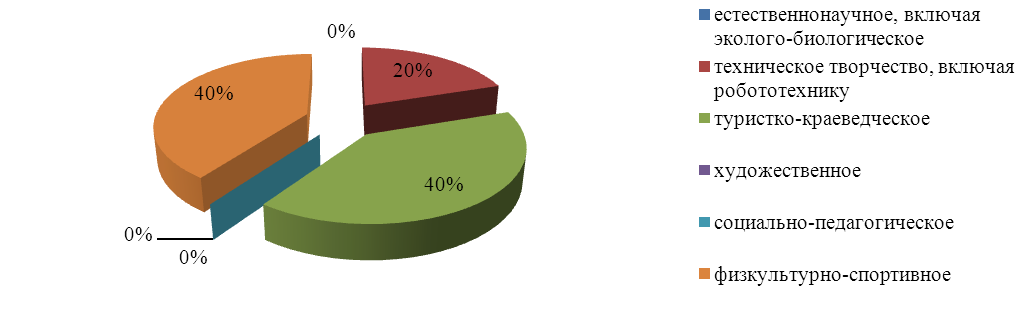 0%
20%
40%
40%
0%
0%
естественнонаучное, включая
эколого-биологическое
техническое творчество, включая
робототехнику
туристко-краеведческое
художественное
социально-педагогическое
физкультурно-спортивное